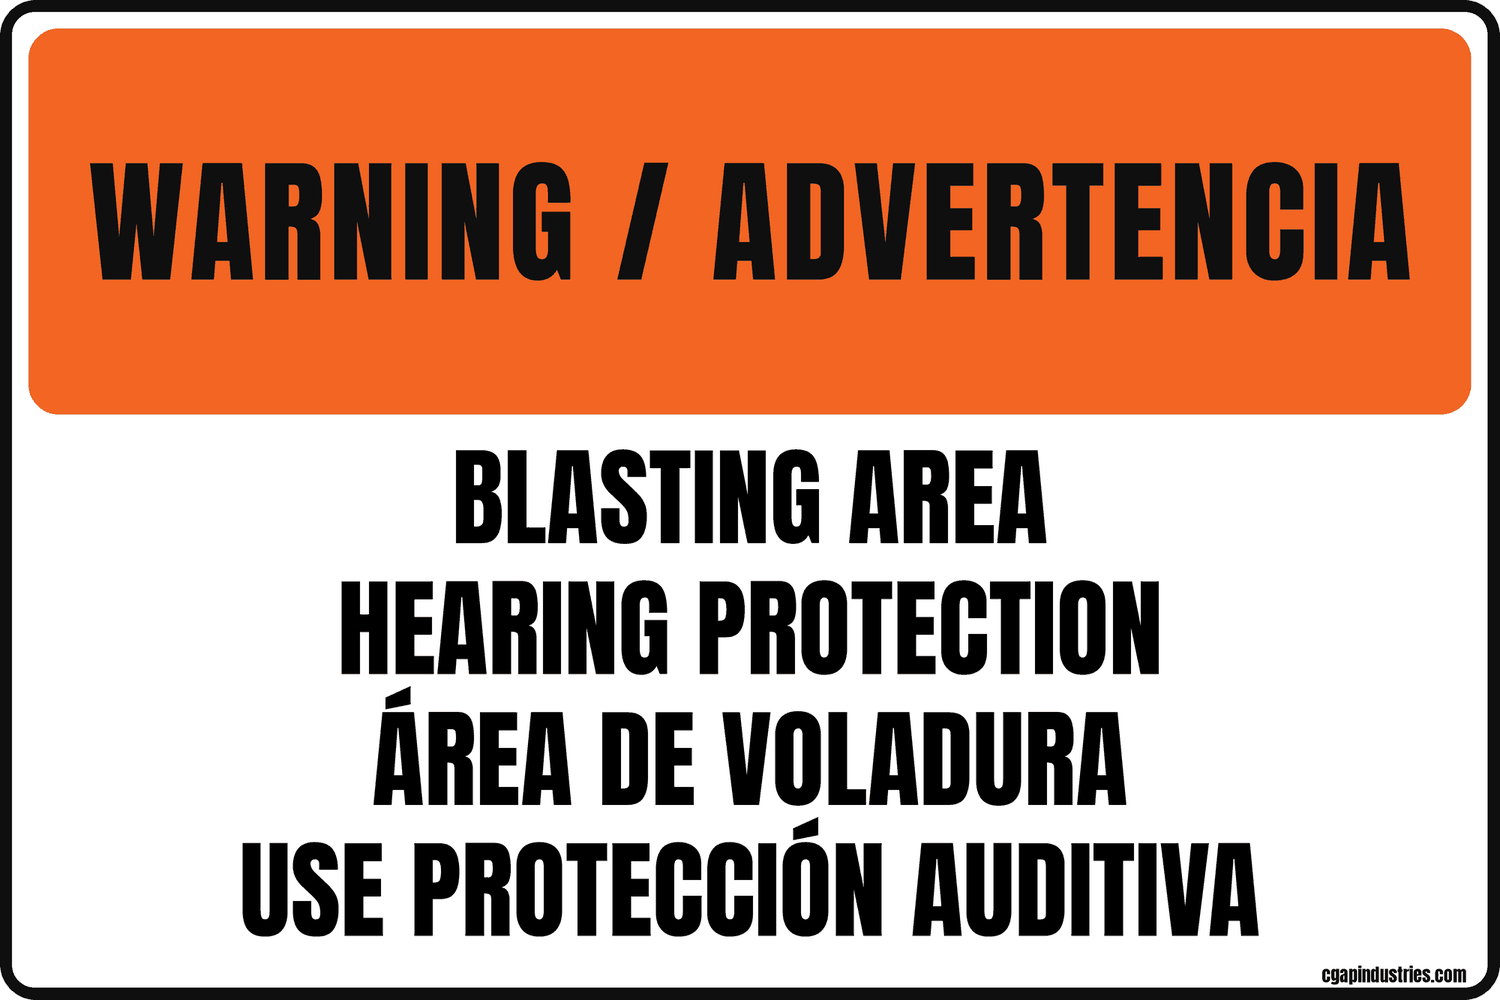 WARNING / ADVERTENCIA
BLASTING AREA
HEARING PROTECTION
ÁREA DE VOLADURA
USE PROTECCIÓN AUDITIVA
cgapindustries.com